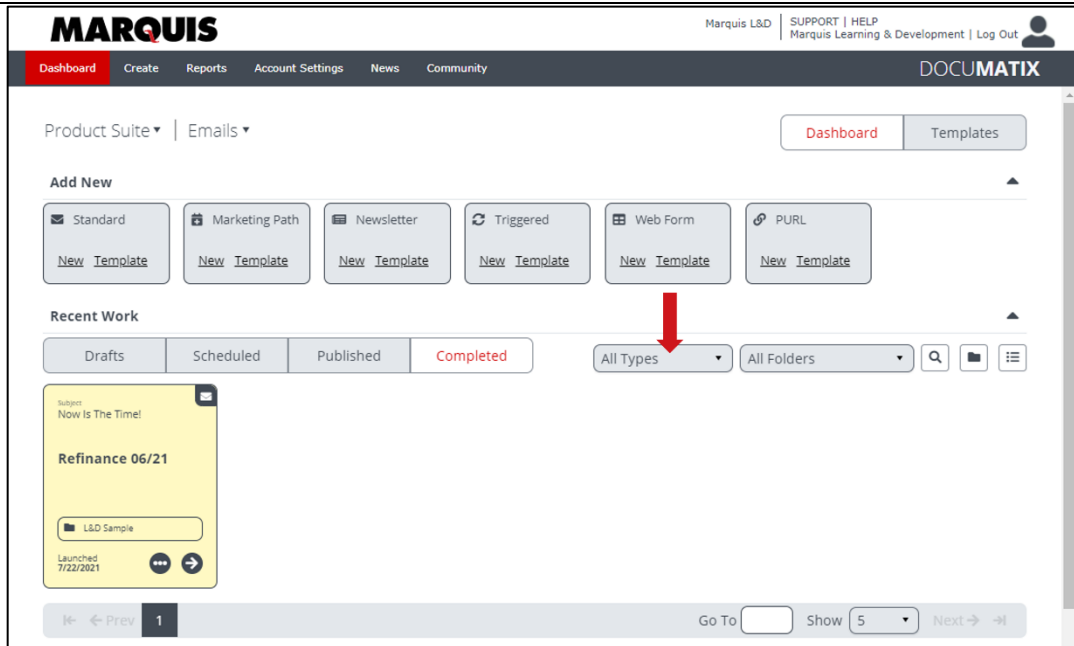 MARQUIS
Marquis L&D
SUPPORT | HELP
Marquis Learning & Development | Log Out
Dashboard Create Reports Account Settings News Community
DOCUMATIX
Product Suite | Emails
Dashboard Templates
Add New
Standard
New Template
Marketing Path
New Template
Newsletter
New Template
Triggered
New Template
Web Form
New Template
PURL
New Template
Recent Work
Drafts Scheduled Published Completed
All Types
All Folders
Subject
Now Is The Time!
Refinance 06/21
L&D Sample
Launched
7/22/2021
Prev 1
Go To
Show 5
Next